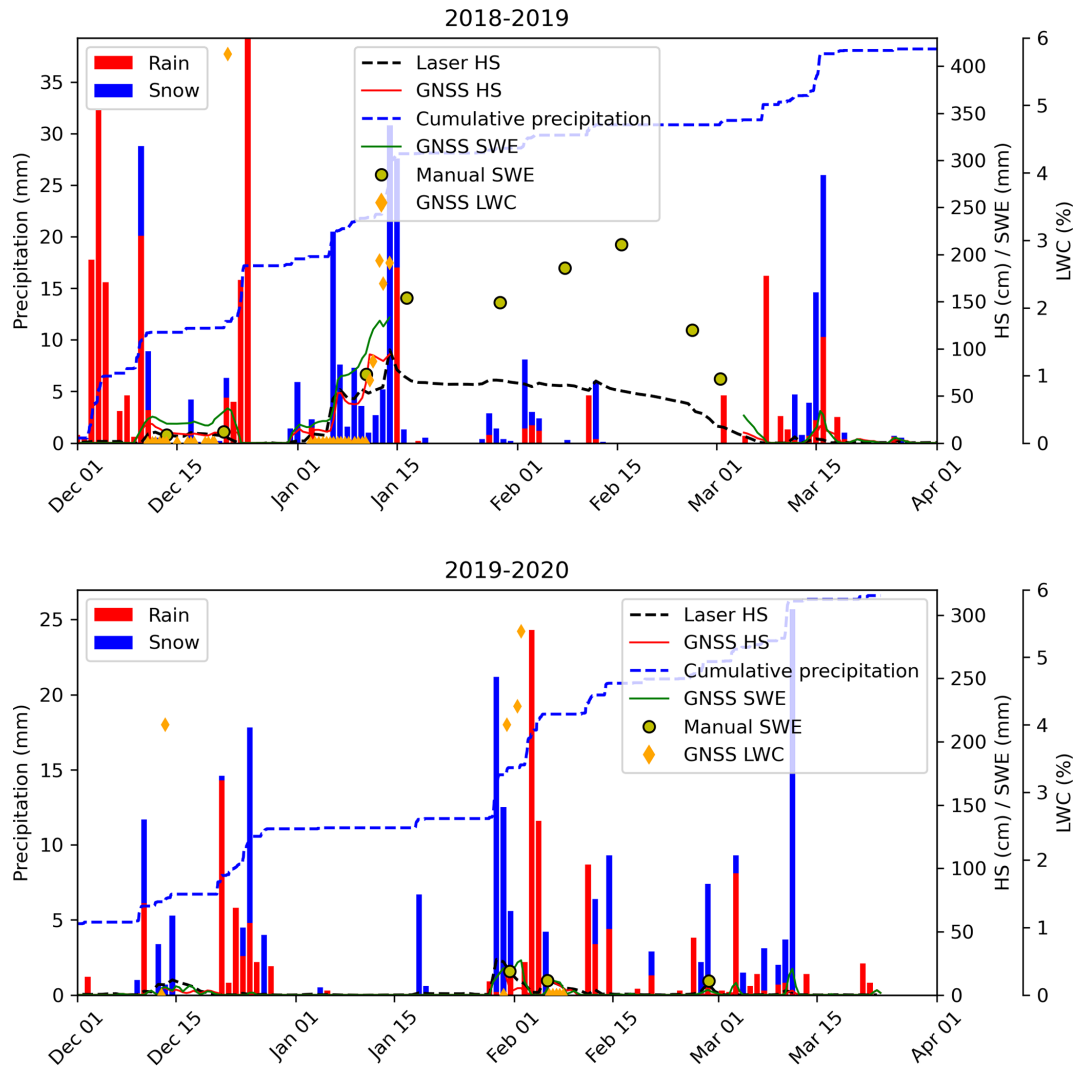 2018-2019
Rain
Snow
Laser HS
GNSS HS
Cumulative precipitation
GNSS SWE
Manual SWE
GNSS LWC
Precipitation (mm)
0
5
10
15
20
25
30
35
HS (cm) / SWE (mm)
0
50
100
150
200
250
300
350
400
LWC (%)
0
1
2
3
4
5
6
Dec 01
Dec 15
Jan 01
Jan 15
Feb 01
Feb 15
Mar 01
Mar 15
Apr 01
2019-2020
Rain
Snow
Laser HS
GNSS HS
Cumulative precipitation
GNSS SWE
Manual SWE
GNSS LWC
Precipitation (mm)
0
5
10
15
20
25
HS (cm) / SWE (mm)
0
50
100
150
200
250
300
LWC (%)
0
1
2
3
4
5
6
Dec 01
Dec 15
Jan 01
Jan 15
Feb 01
Feb 15
Mar 01
Mar 15
Apr 01